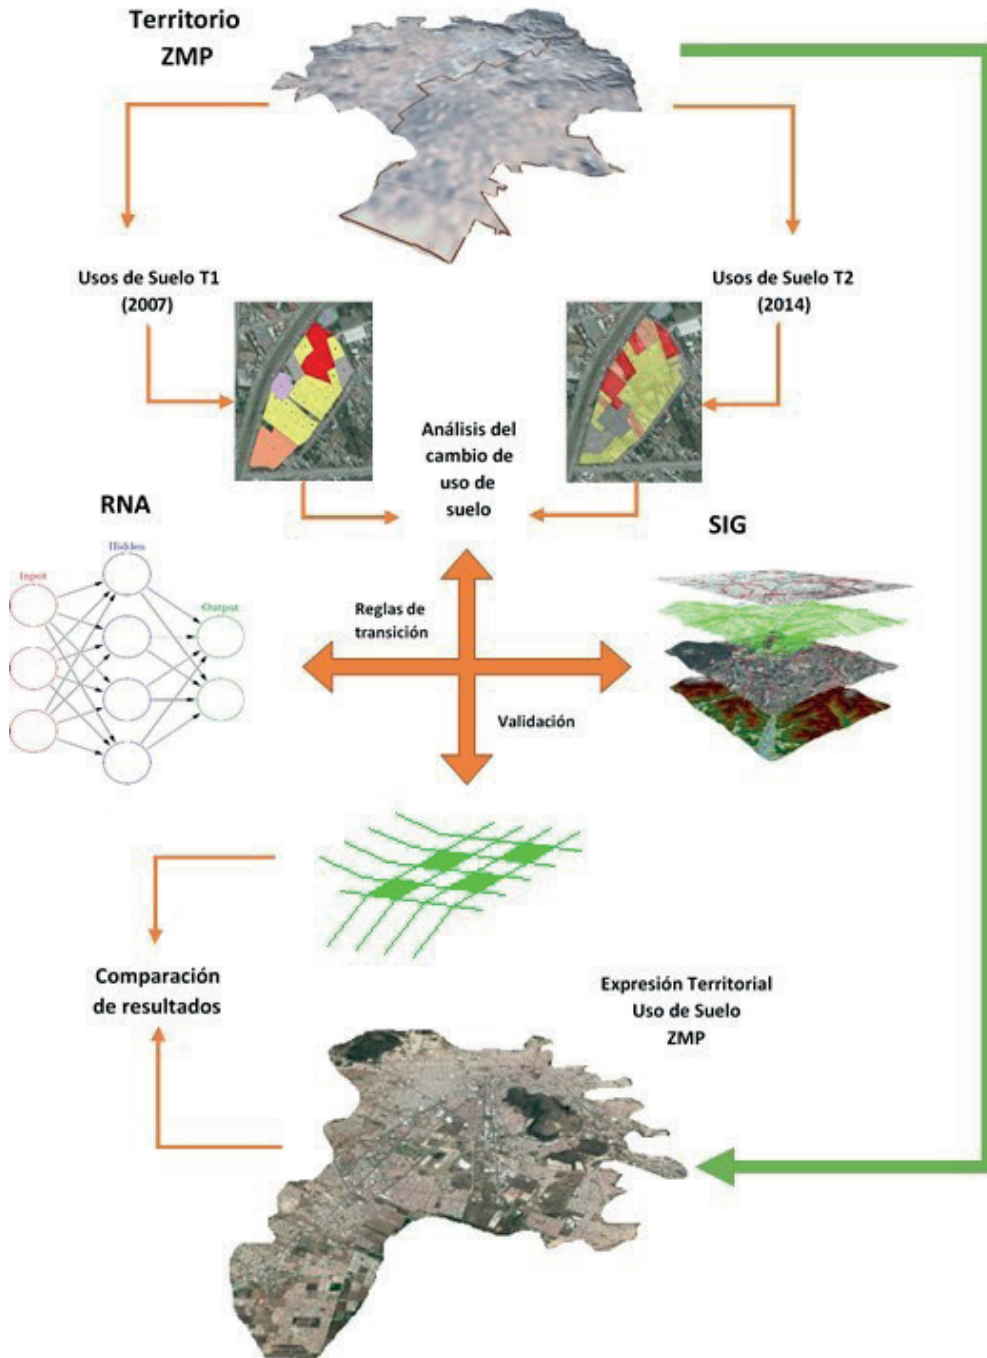 Territorio
ZMP
Usos de Suelo T1
(2007)
Usos de Suelo T2
(2014)
Análisis del
cambio de
uso de
suelo
RNA
SIG
Hidden
Input
Output
Reglas de
transición
Validación
Comparación
de resultados
Expresión Territorial
Uso de Suelo
ZMP